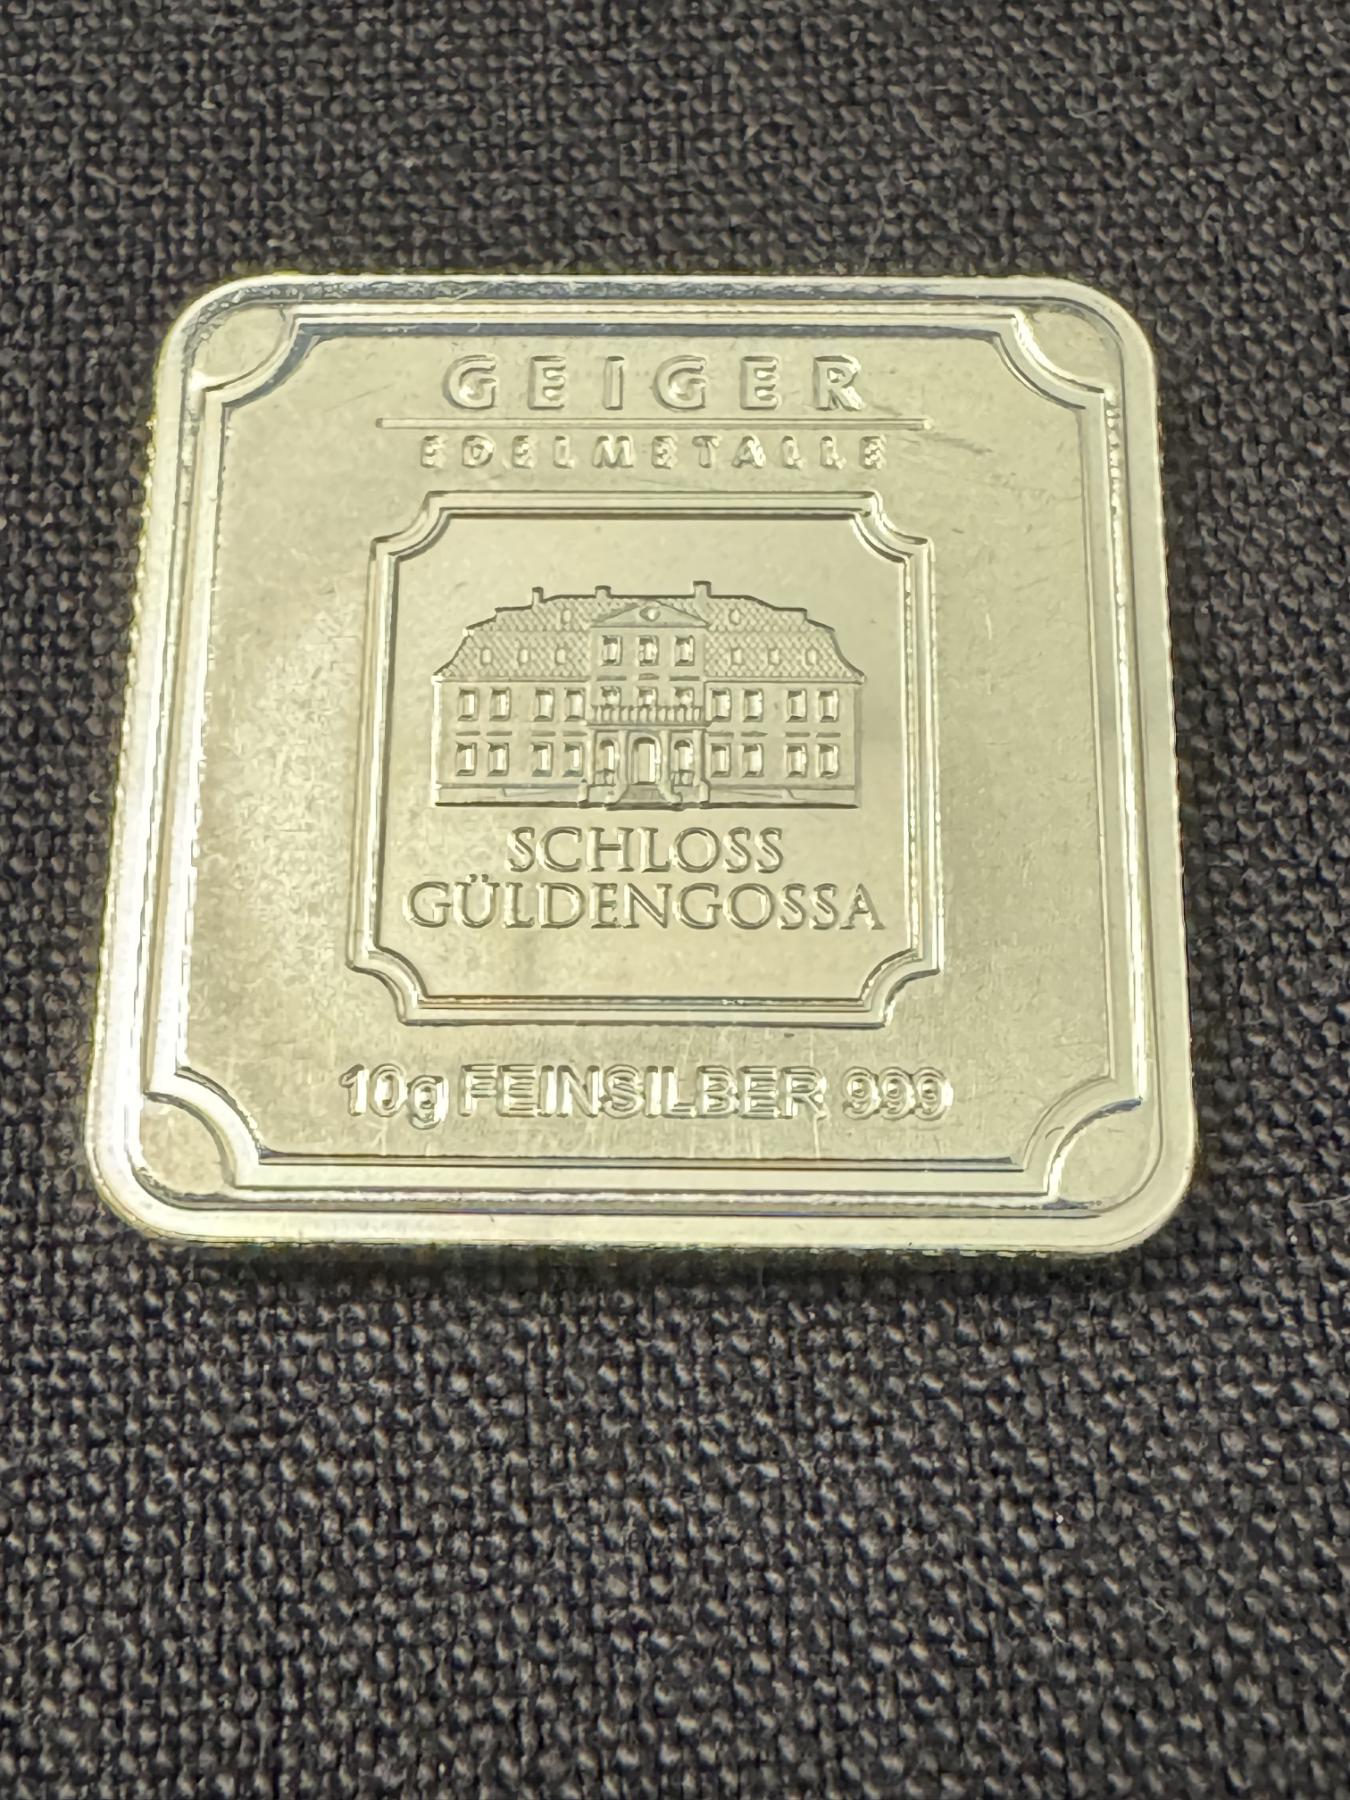 GEIGER
EDELMETALLE
SCHLOSS
GÜLDENGOSSA
10g FEINSILBER 999